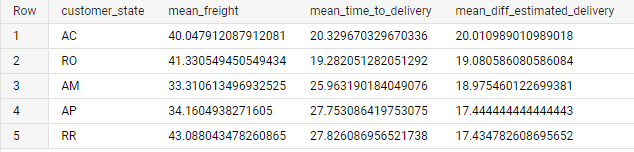 Row customer_state mean_freight mean_time_to_delivery mean_diff_estimated_delivery
1 AC 40.047912087912081 20.329670329670336 20.010989010989018
2 RO 41.330549450549434 19.282051282051292 19.080586080586084
3 AM 33.310613496932525 25.963190184049076 18.975460122699381
4 AP 34.1604938271605 27.753086419753075 17.444444444444443
5 RR 43.088043478260865 27.826086956521738 17.434782608695652